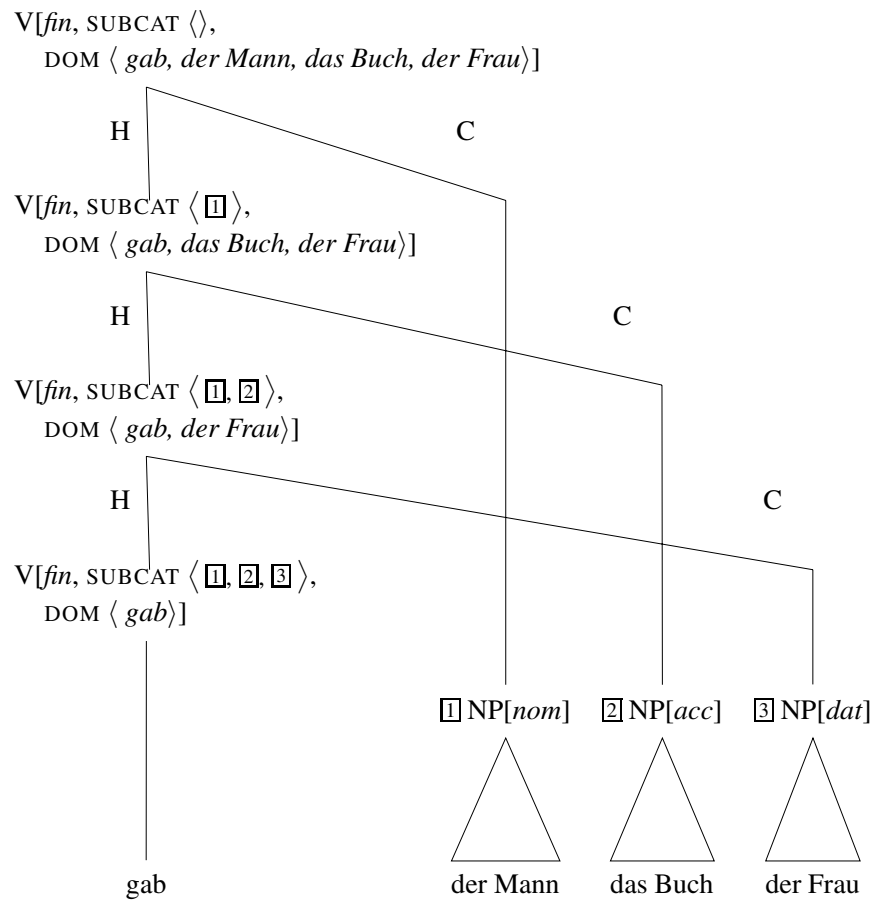 V[fin, SUBCAT ⟨⟩,
DOM ⟨ gab, der Mann, das Buch, der Frau⟩]
H C
V[fin, SUBCAT ⟨ 1 ⟩,
DOM ⟨ gab, das Buch, der Frau⟩]
H C
V[fin, SUBCAT ⟨ 1, 2 ⟩,
DOM ⟨ gab, der Frau⟩]
H C
V[fin, SUBCAT ⟨ 1, 2, 3 ⟩,
DOM ⟨ gab⟩]
1 NP[nom] 2 NP[acc] 3 NP[dat]
gab der Mann das Buch der Frau